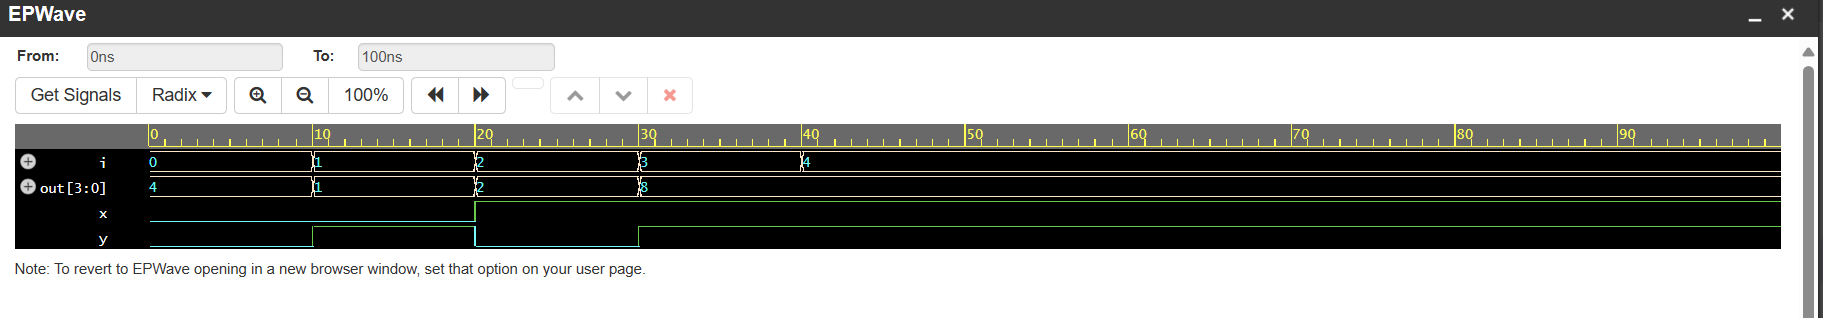 EPWave
From: 0ns To: 100ns
Get Signals Radix 100%
0 10 20 30 40 50 60 70 80 90
i 0 1 2 3 4
out[3:0] 4 1 2 8
x
y
Note: To revert to EPWave opening in a new browser window, set that option on your user page.